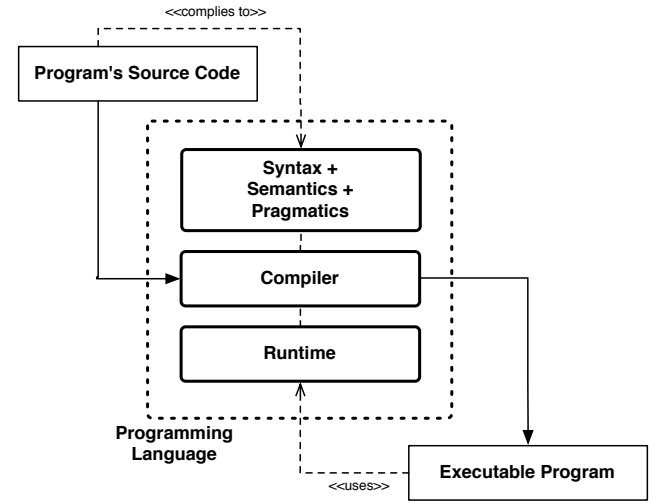 <<complies to>>
Program's Source Code
Syntax +
Semantics +
Pragmatics
Compiler
Runtime
Programming
Language
Executable Program
<<uses>>